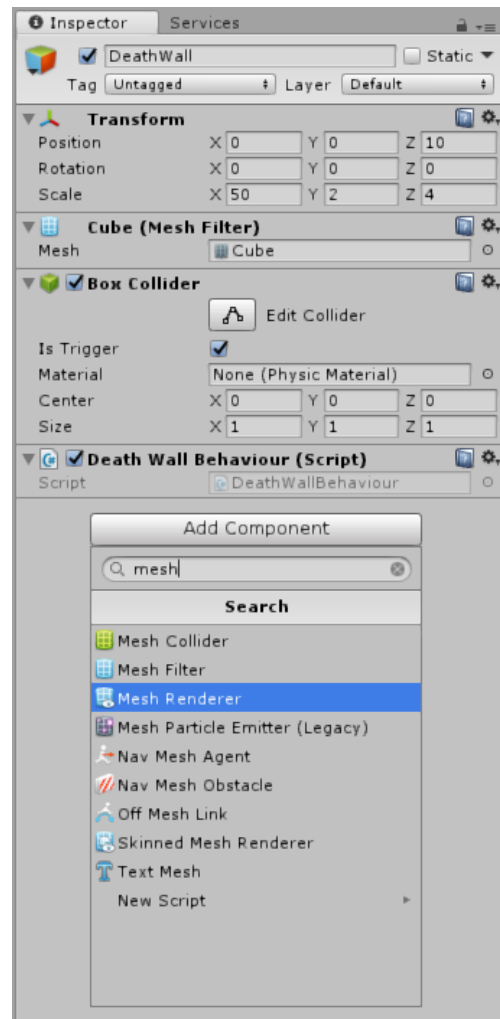 Inspector Services
DeathWall Static
Tag Untagged Layer Default
Transform
Position X 0 Y 0 Z 10
Rotation X 0 Y 0 Z 0
Scale X 50 Y 2 Z 4
Cube (Mesh Filter)
Mesh Cube
Box Collider
Edit Collider
Is Trigger
Material None (Physic Material)
Center X 0 Y 0 Z 0
Size X 1 Y 1 Z 1
Death Wall Behaviour (Script)
Script DeathWallBehaviour
Add Component
mesh
Search
Mesh Collider
Mesh Filter
Mesh Renderer
Mesh Particle Emitter (Legacy)
Nav Mesh Agent
Nav Mesh Obstacle
Off Mesh Link
Skinned Mesh Renderer
Text Mesh
New Script